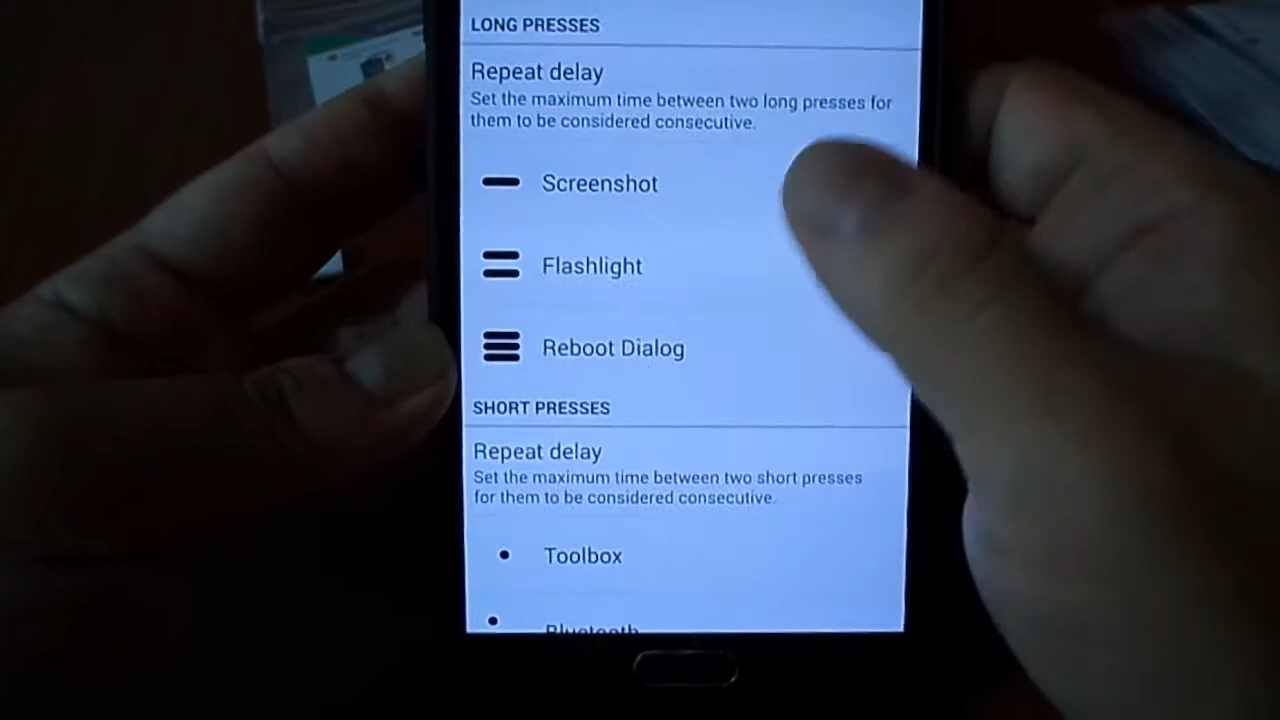 LONG PRESSES
Repeat delay
Set the maximum time between two long presses for
them to be considered consecutive.
Screenshot
Flashlight
Reboot Dialog
SHORT PRESSES
Repeat delay
Set the maximum time between two short presses
for them to be considered consecutive.
Toolbox
Bluetooth